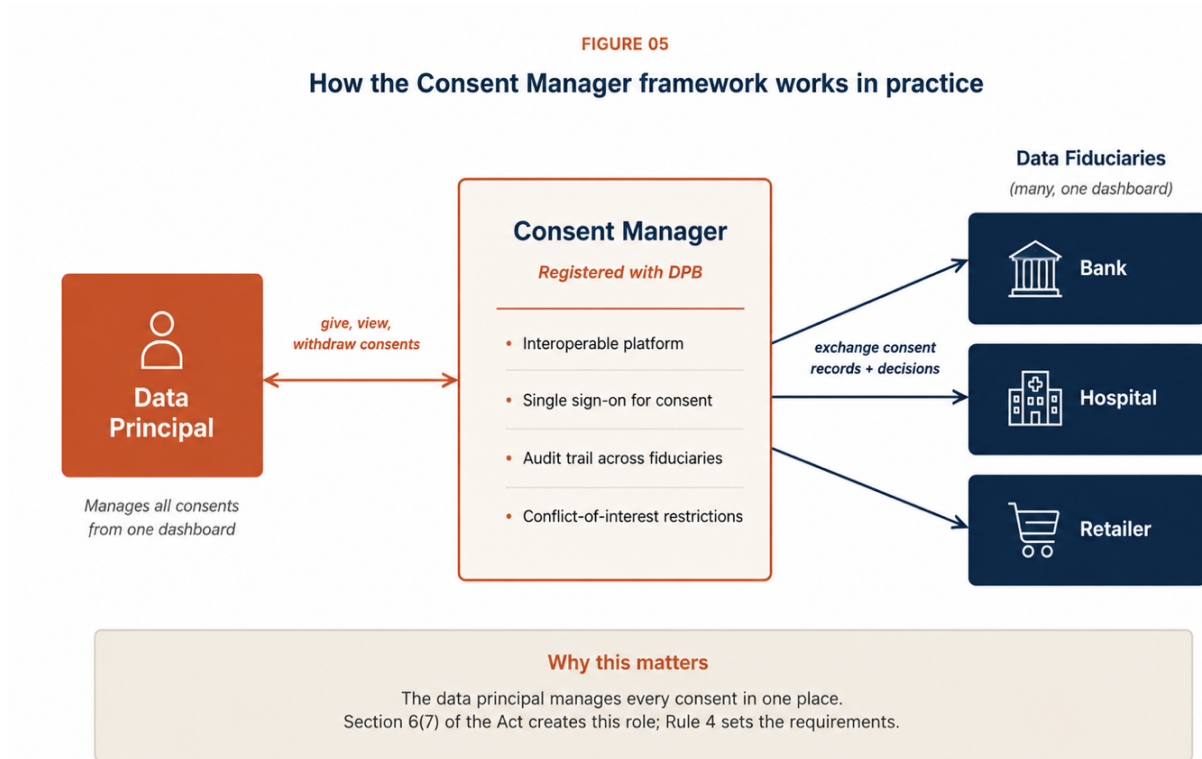 FIGURE 05
How the Consent Manager framework works in practice
Data
Principal
Manages all consents
from one dashboard
give, view,
withdraw consents
Consent Manager
Registered with DPB
• Interoperable platform
• Single sign-on for consent
• Audit trail across fiduciaries
• Conflict-of-interest restrictions
exchange consent
records + decisions
Data Fiduciaries
(many, one dashboard)
Bank
Hospital
Retailer
Why this matters
The data principal manages every consent in one place.
Section 6(7) of the Act creates this role; Rule 4 sets the requirements.